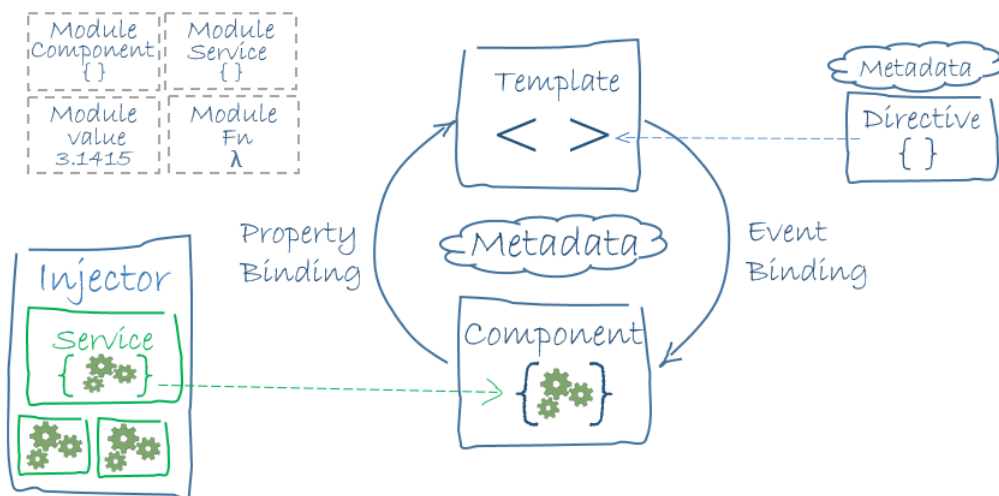 Module
Component
{ }
Module
Service
{ }
Module
value
3.1415
Module
Fn
λ
Template
< >
Metadata
Directive
{ }
Property
Binding
Metadata
Event
Binding
Injector
Service
{ }
Component
{ }